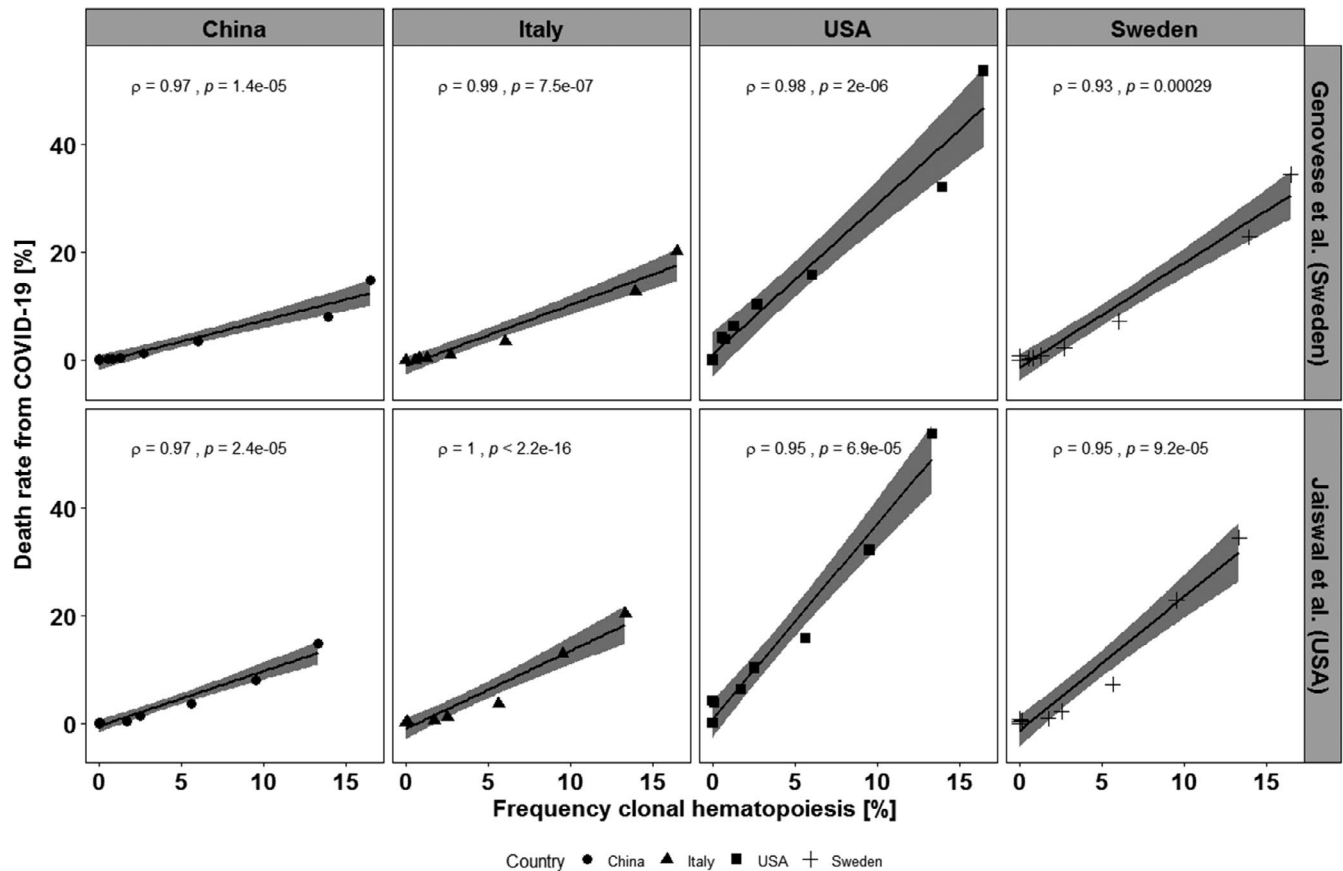 China
Italy
USA
Sweden
ρ = 0.97 , p = 1.4e-05
ρ = 0.99 , p = 7.5e-07
ρ = 0.98 , p = 2e-06
ρ = 0.93 , p = 0.00029
Genovese et al. (Sweden)
40
20
0
ρ = 0.97 , p = 2.4e-05
ρ = 1 , p < 2.2e-16
ρ = 0.95 , p = 6.9e-05
ρ = 0.95 , p = 9.2e-05
Jaiswal et al. (USA)
40
20
0
Death rate from COVID-19 [%]
0 5 10 15
0 5 10 15
0 5 10 15
0 5 10 15
Frequency clonal hematopoiesis [%]
Country China Italy USA Sweden